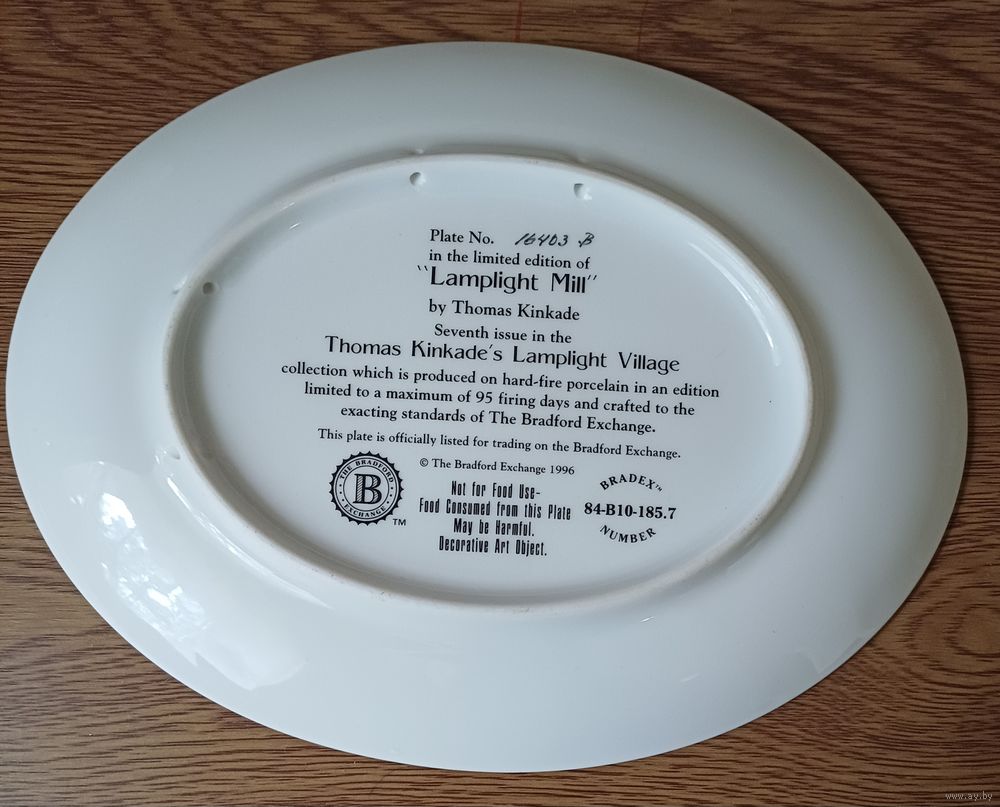 Plate No. 16403 B
in the limited edition of
"Lamplight Mill"
by Thomas Kinkade
Seventh issue in the
Thomas Kinkade's Lamplight Village
collection which is produced on hard-fire porcelain in an edition
limited to a maximum of 95 firing days and crafted to the
exacting standards of The Bradford Exchange.
This plate is officially listed for trading on the Bradford Exchange.
© The Bradford Exchange 1996
THE BRADFORD
B
EXCHANGE
TM
Not for Food Use-
Food Consumed from this Plate
May be Harmful.
Decorative Art Object.
BRADEX™
84-B10-185.7
NUMBER
www.ay.by